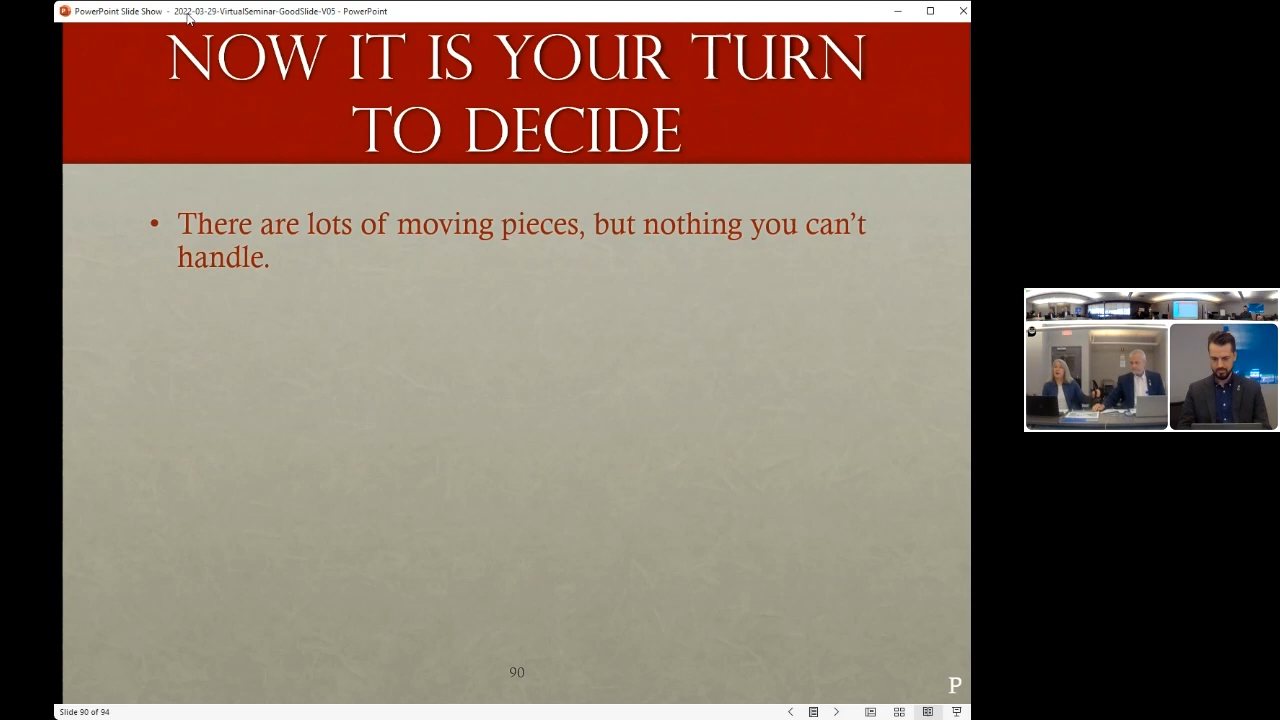 PowerPoint Slide Show - 2022-03-29-VirtualSeminar-GoodSlide-V05 - PowerPoint
NOW IT IS YOUR TURN
TO DECIDE
• There are lots of moving pieces, but nothing you can't
handle.
90
P
Slide 90 of 94